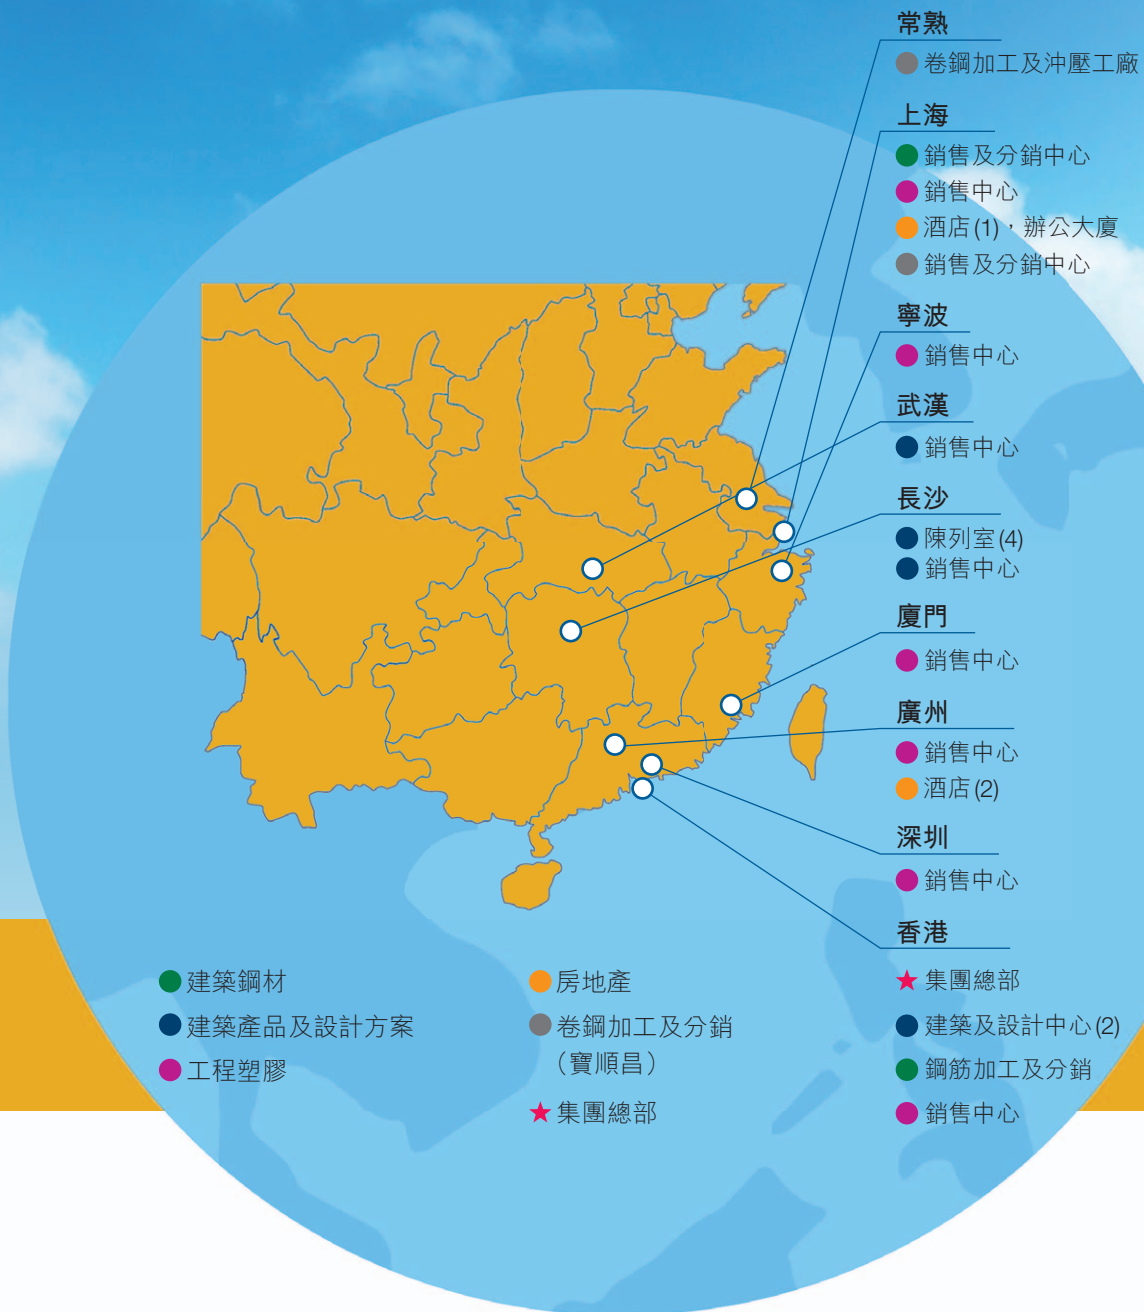 常熟
卷鋼加工及沖壓工廠
上海
銷售及分銷中心
銷售中心
酒店(1)，辦公大廈
銷售及分銷中心
寧波
銷售中心
武漢
銷售中心
長沙
陳列室(4)
銷售中心
廈門
銷售中心
廣州
銷售中心
酒店(2)
深圳
銷售中心
香港
集團總部
建築及設計中心(2)
鋼筋加工及分銷
銷售中心
建築鋼材
建築產品及設計方案
工程塑膠
房地產
卷鋼加工及分銷
（寶順昌）
集團總部